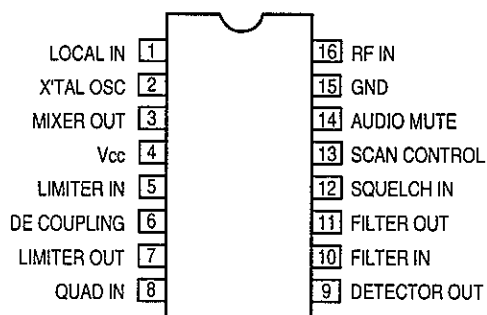 LOCAL IN 1 16 RF IN
X'TAL OSC 2 15 GND
MIXER OUT 3 14 AUDIO MUTE
Vcc 4 13 SCAN CONTROL
LIMITER IN 5 12 SQUELCH IN
DE COUPLING 6 11 FILTER OUT
LIMITER OUT 7 10 FILTER IN
QUAD IN 8 9 DETECTOR OUT